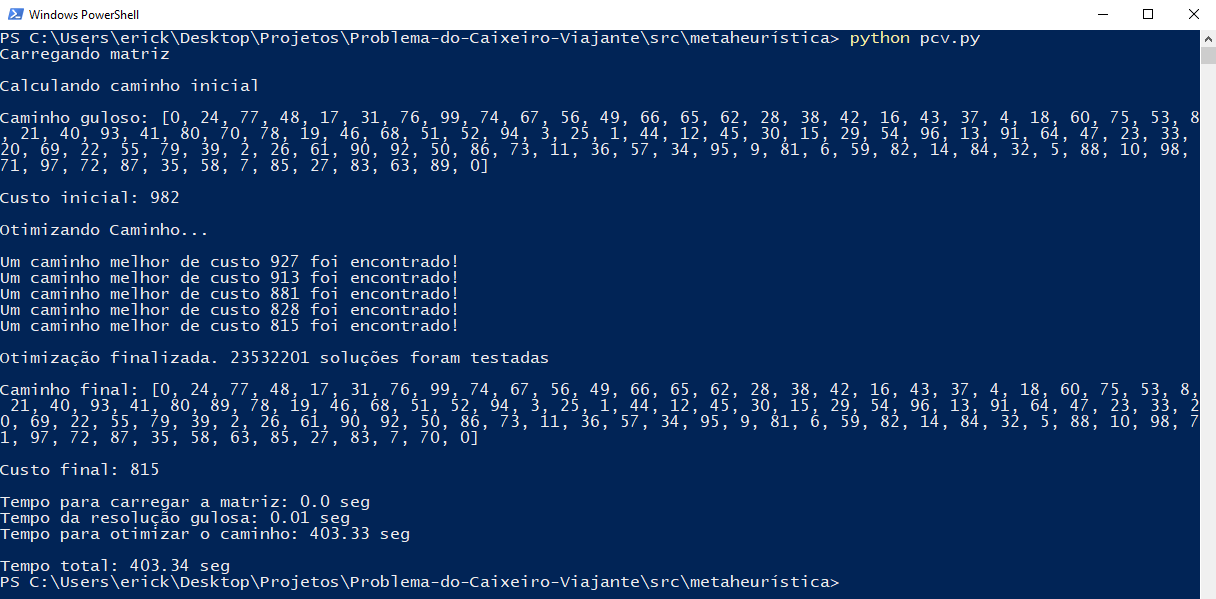 Windows PowerShell
PS C:\Users\erick\Desktop\Projetos\Problema-do-Caixeiro-Viajante\src\metaheurística> python pcv.py
Carregando matriz
Calculando caminho inicial
Caminho guloso: [0, 24, 77, 48, 17, 31, 76, 99, 74, 67, 56, 49, 66, 65, 62, 28, 38, 42, 16, 43, 37, 4, 18, 60, 75, 53, 8
, 21, 40, 93, 41, 80, 70, 78, 19, 46, 68, 51, 52, 94, 3, 25, 1, 44, 12, 45, 30, 15, 29, 54, 96, 13, 91, 64, 47, 23, 33,
20, 69, 22, 55, 79, 39, 2, 26, 61, 90, 92, 50, 86, 73, 11, 36, 57, 34, 95, 9, 81, 6, 59, 82, 14, 84, 32, 5, 88, 10, 98,
71, 97, 72, 87, 35, 58, 7, 85, 27, 83, 63, 89, 0]
Custo inicial: 982
Otimizando Caminho...
Um caminho melhor de custo 927 foi encontrado!
Um caminho melhor de custo 913 foi encontrado!
Um caminho melhor de custo 881 foi encontrado!
Um caminho melhor de custo 828 foi encontrado!
Um caminho melhor de custo 815 foi encontrado!
Otimização finalizada. 23532201 soluções foram testadas
Caminho final: [0, 24, 77, 48, 17, 31, 76, 99, 74, 67, 56, 49, 66, 65, 62, 28, 38, 42, 16, 43, 37, 4, 18, 60, 75, 53, 8,
 21, 40, 93, 41, 80, 89, 78, 19, 46, 68, 51, 52, 94, 3, 25, 1, 44, 12, 45, 30, 15, 29, 54, 96, 13, 91, 64, 47, 23, 33, 2
0, 69, 22, 55, 79, 39, 2, 26, 61, 90, 92, 50, 86, 73, 11, 36, 57, 34, 95, 9, 81, 6, 59, 82, 14, 84, 32, 5, 88, 10, 98, 7
1, 97, 72, 87, 35, 58, 63, 85, 27, 83, 7, 70, 0]
Custo final: 815
Tempo para carregar a matriz: 0.0 seg
Tempo da resolução gulosa: 0.01 seg
Tempo para otimizar o caminho: 403.33 seg
Tempo total: 403.34 seg
PS C:\Users\erick\Desktop\Projetos\Problema-do-Caixeiro-Viajante\src\metaheurística>